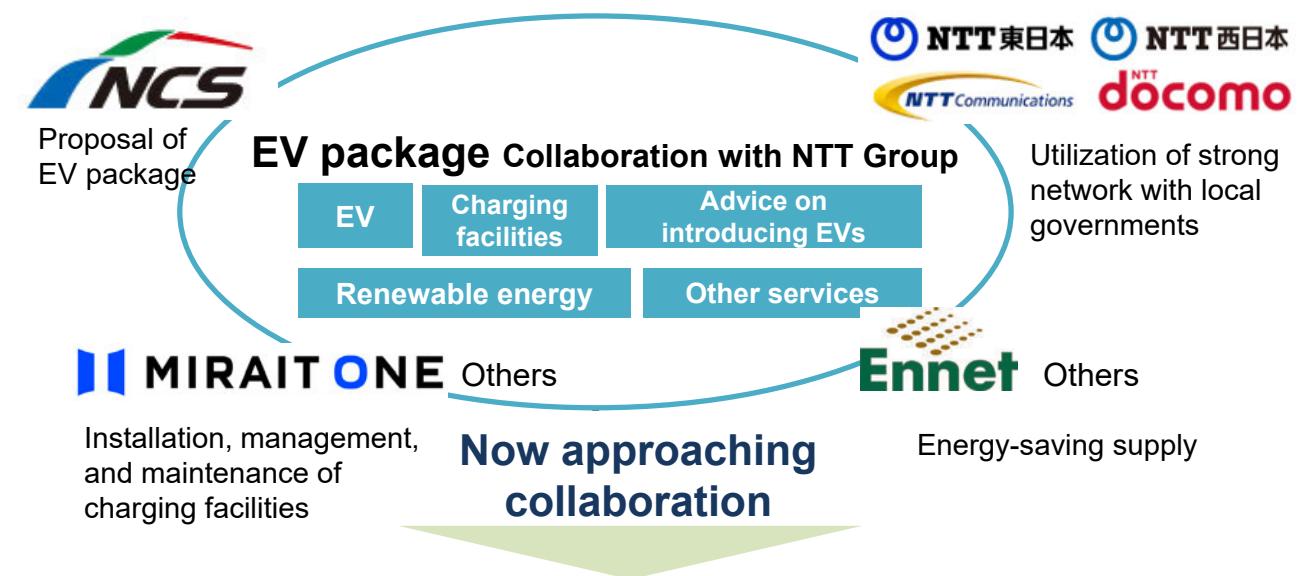 NCS
Proposal of
EV package
NTT東日本
NTT西日本
NTT Communications
NTT
docomo
Utilization of strong
network with local
governments
EV package Collaboration with NTT Group
EV
Charging
facilities
Advice on
introducing EVs
Renewable energy
Other services
MIRAIT ONE Others
Installation, management,
and maintenance of
charging facilities
Ennet Others
Energy-saving supply
Now approaching
collaboration